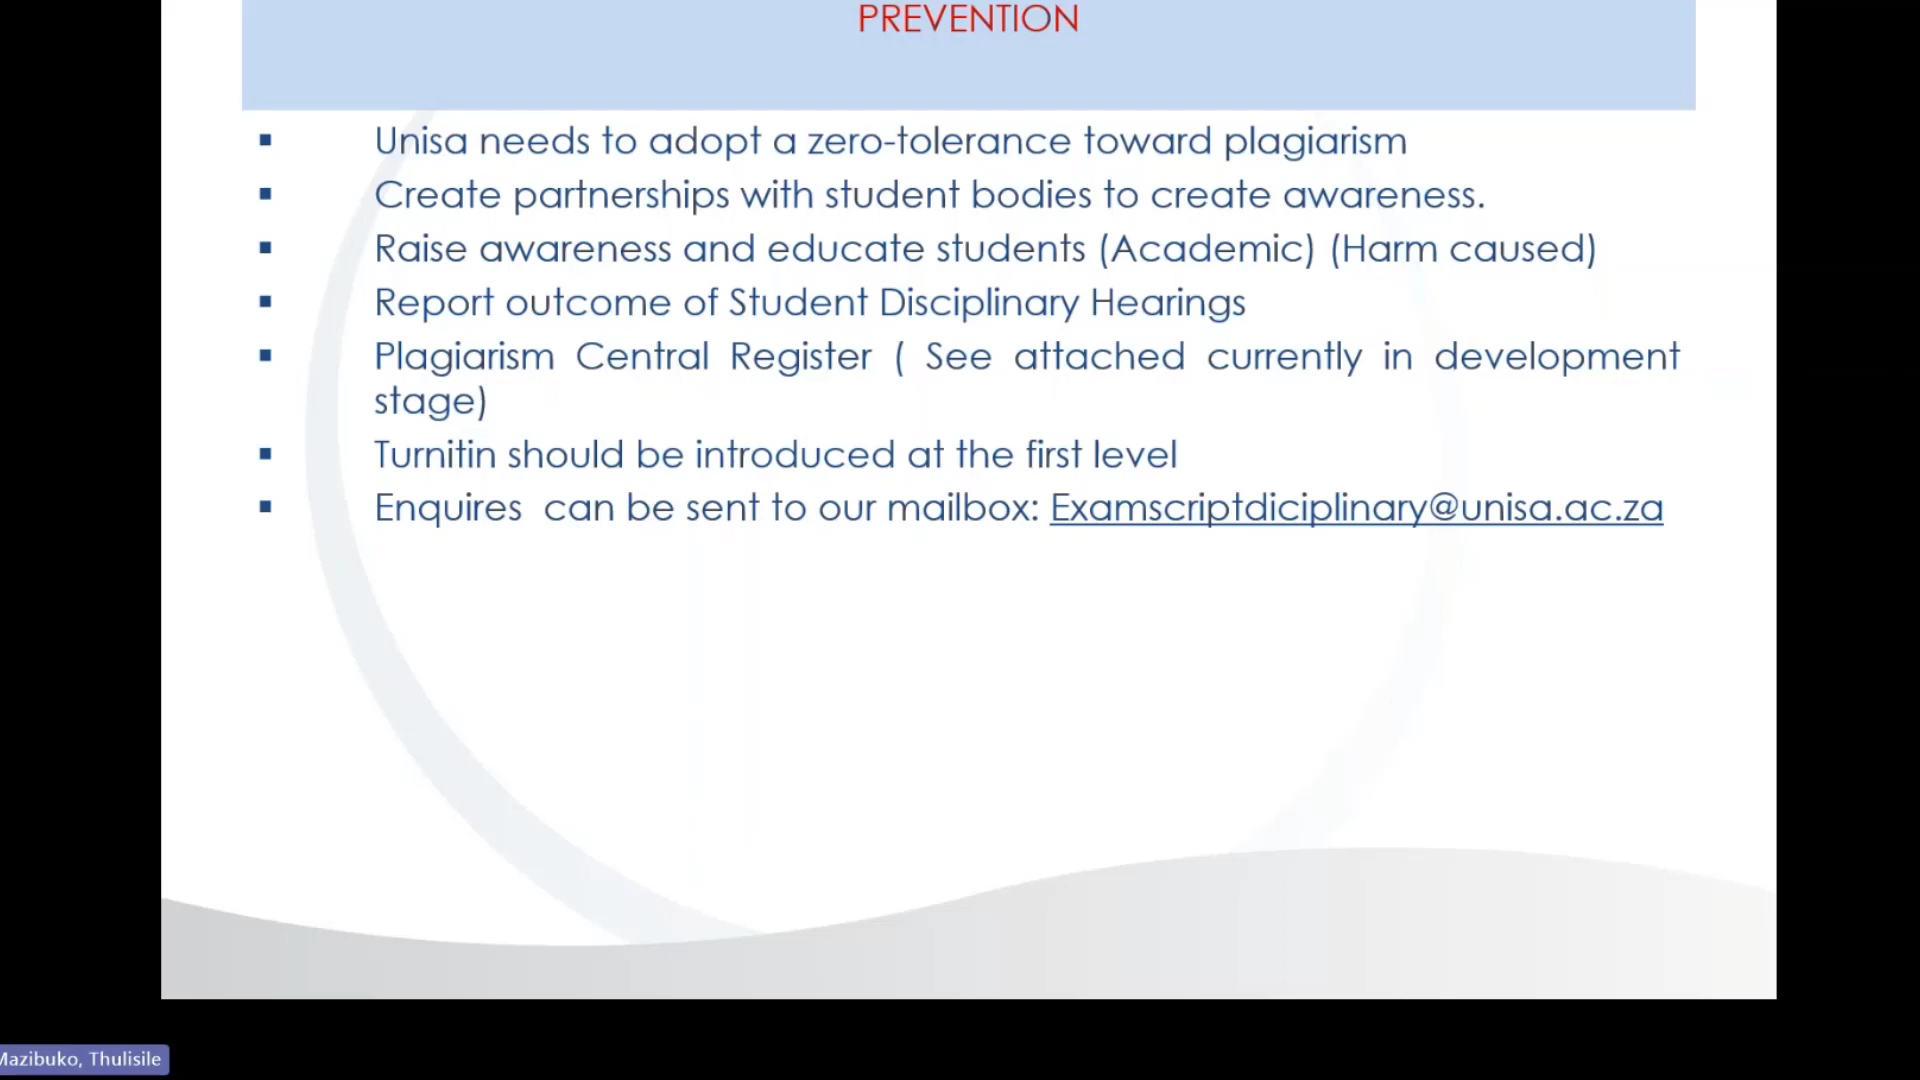 PREVENTION
▪ Unisa needs to adopt a zero-tolerance toward plagiarism
▪ Create partnerships with student bodies to create awareness.
▪ Raise awareness and educate students (Academic) (Harm caused)
▪ Report outcome of Student Disciplinary Hearings
▪ Plagiarism Central Register ( See attached currently in development
stage)
▪ Turnitin should be introduced at the first level
▪ Enquires can be sent to our mailbox: Examscriptdiciplinary@unisa.ac.za
Mazibuko, Thulisile